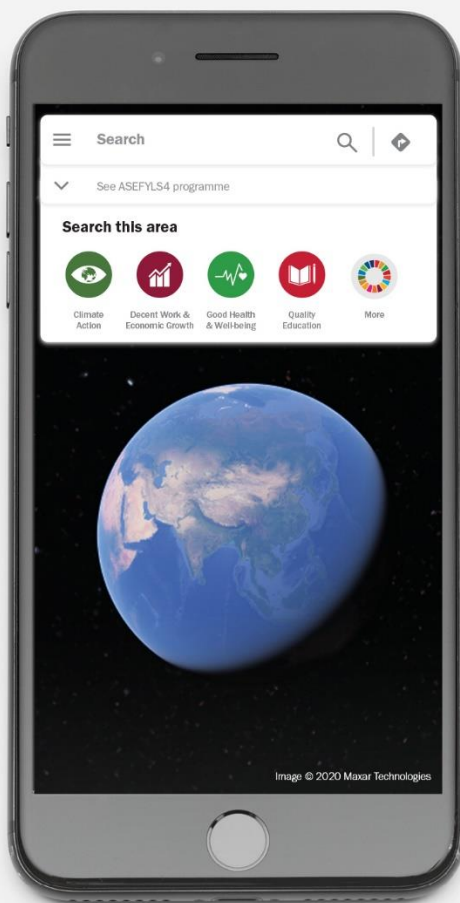 Search
See ASEFYLS4 programme
Search this area
Climate
Action
Decent Work &
Economic Growth
Good Health
& Well-being
Quality
Education
More
Image © 2020 Maxar Technologies